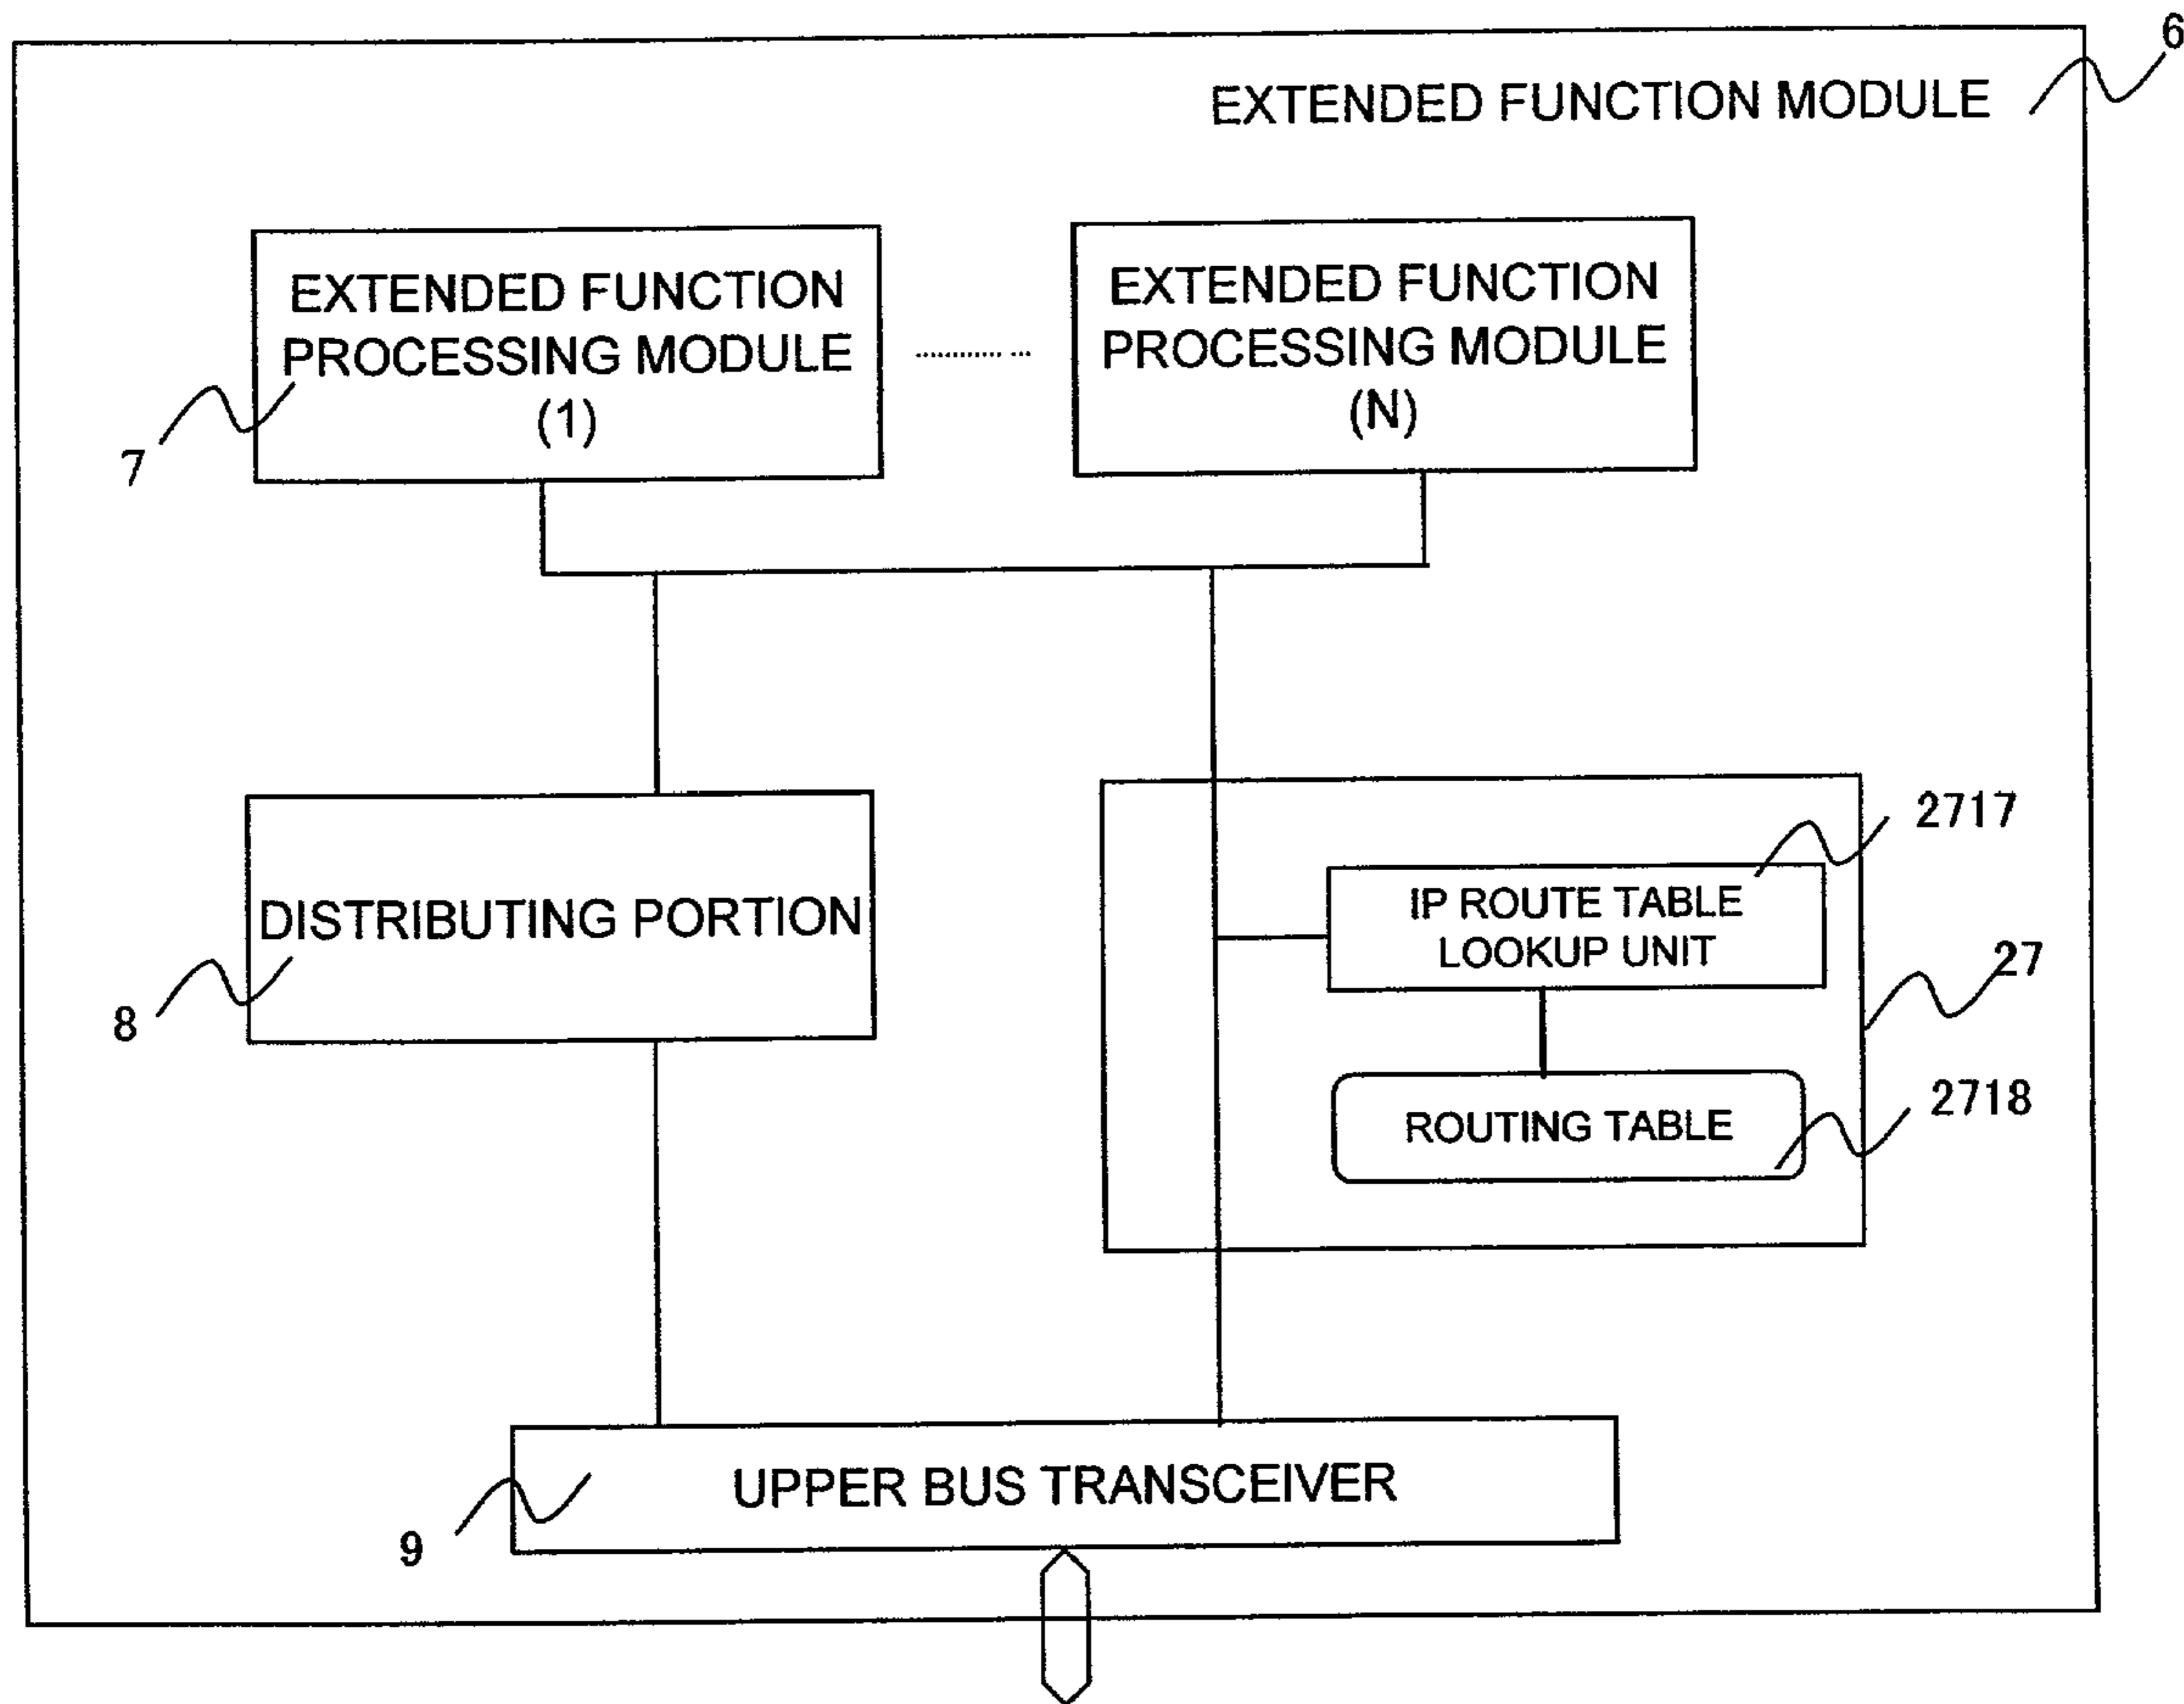 6
EXTENDED FUNCTION MODULE
EXTENDED FUNCTION
PROCESSING MODULE
(1)
7
EXTENDED FUNCTION
PROCESSING MODULE
(N)
DISTRIBUTING PORTION
8
2717
IP ROUTE TABLE
LOOKUP UNIT
27
ROUTING TABLE
2718
UPPER BUS TRANSCEIVER
9